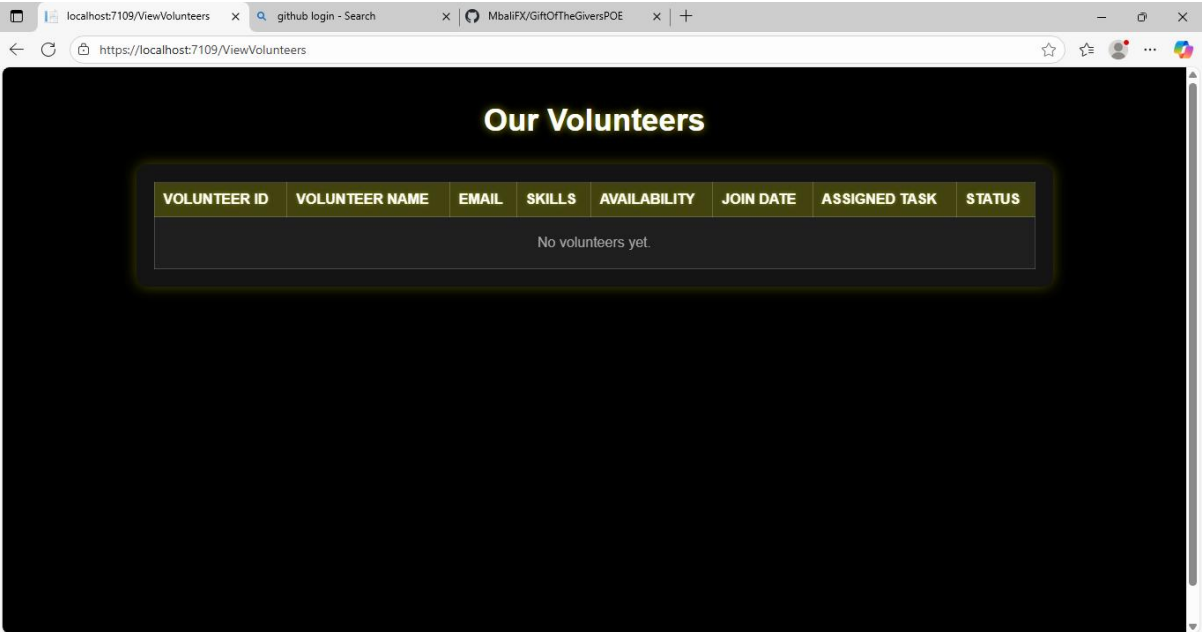 localhost:7109/ViewVolunteers github login - Search MbaliFX/GiftOfTheGiversPOE
https://localhost:7109/ViewVolunteers
Our Volunteers
VOLUNTEER ID VOLUNTEER NAME EMAIL SKILLS AVAILABILITY JOIN DATE ASSIGNED TASK STATUS
No volunteers yet.